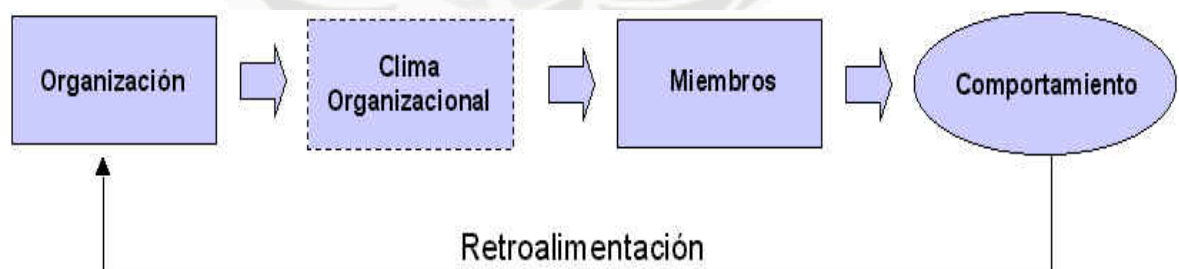 Organización
Clima
Organizacional
Miembros
Comportamiento
Retroalimentación